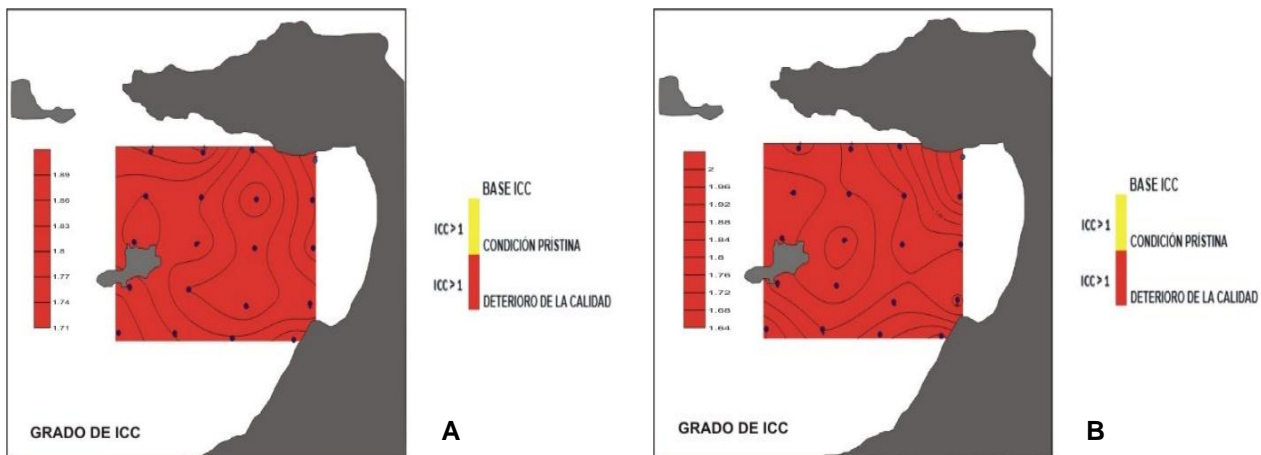 1.89
1.86
1.83
1.8
1.77
1.74
1.71
BASE ICC
ICC>1
CONDICIÓN PRÍSTINA
ICC>1
DETERIORO DE LA CALIDAD
GRADO DE ICC
A
2
1.96
1.92
1.88
1.84
1.8
1.76
1.72
1.68
1.64
BASE ICC
ICC>1
CONDICIÓN PRÍSTINA
ICC>1
DETERIORO DE LA CALIDAD
GRADO DE ICC
B